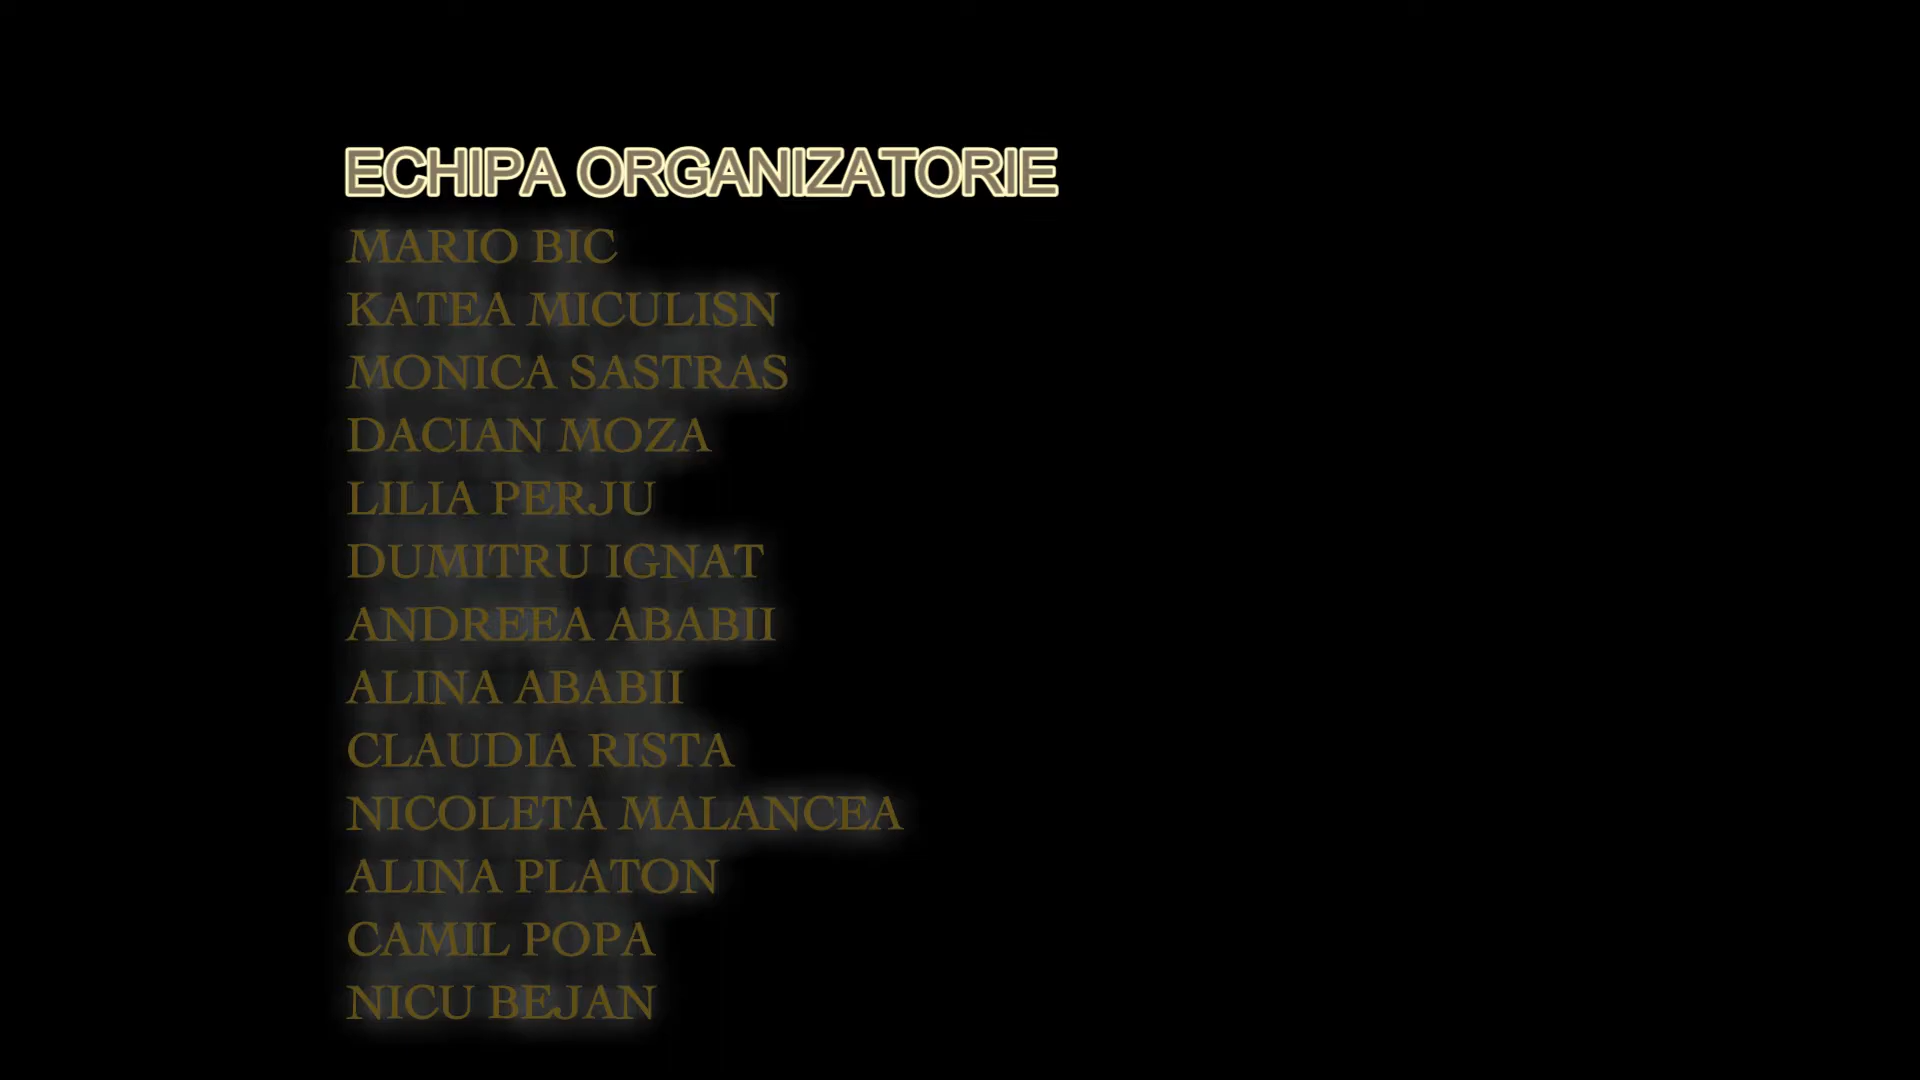 ECHIPA ORGANIZATORIE
MARIO BIC
KATEA MICULISN
MONICA SASTRAS
DACIAN MOZA
LILIA PERJU
DUMITRU IGNAT
ANDREEA ABABII
ALINA ABABII
CLAUDIA RISTA
NICOLETA MALANCEA
ALINA PLATON
CAMIL POPA
NICU BEJAN